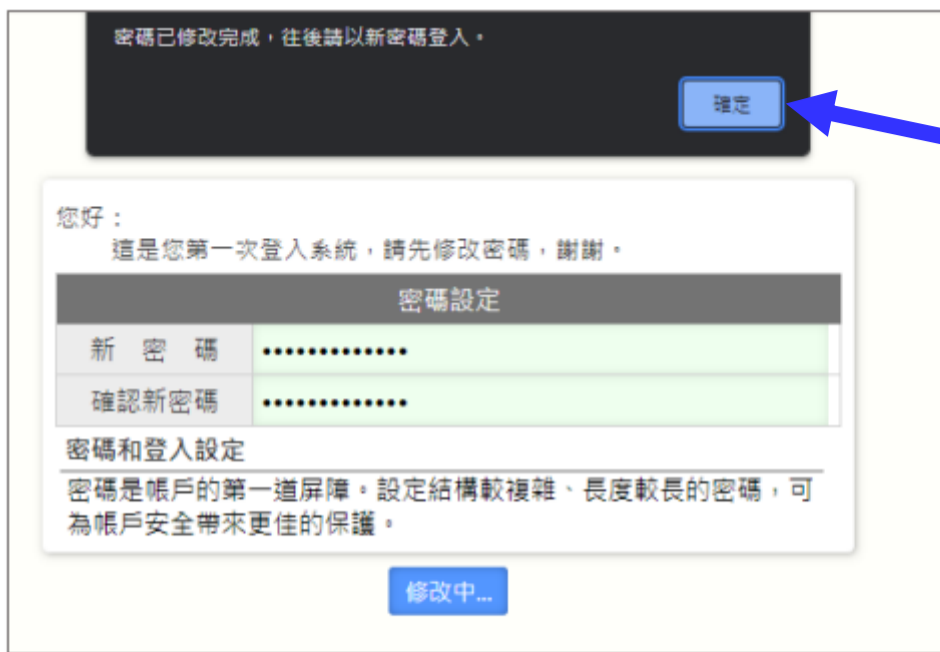 密碼已修改完成，往後請以新密碼登入。
確定
您好：
這是您第一次登入系統，請先修改密碼，謝謝。
密碼設定
新 密 碼
•••••••••••••
確認新密碼
•••••••••••••
密碼和登入設定
密碼是帳戶的第一道屏障。設定結構較複雜、長度較長的密碼，可
為帳戶安全帶來更佳的保護。
修改中...